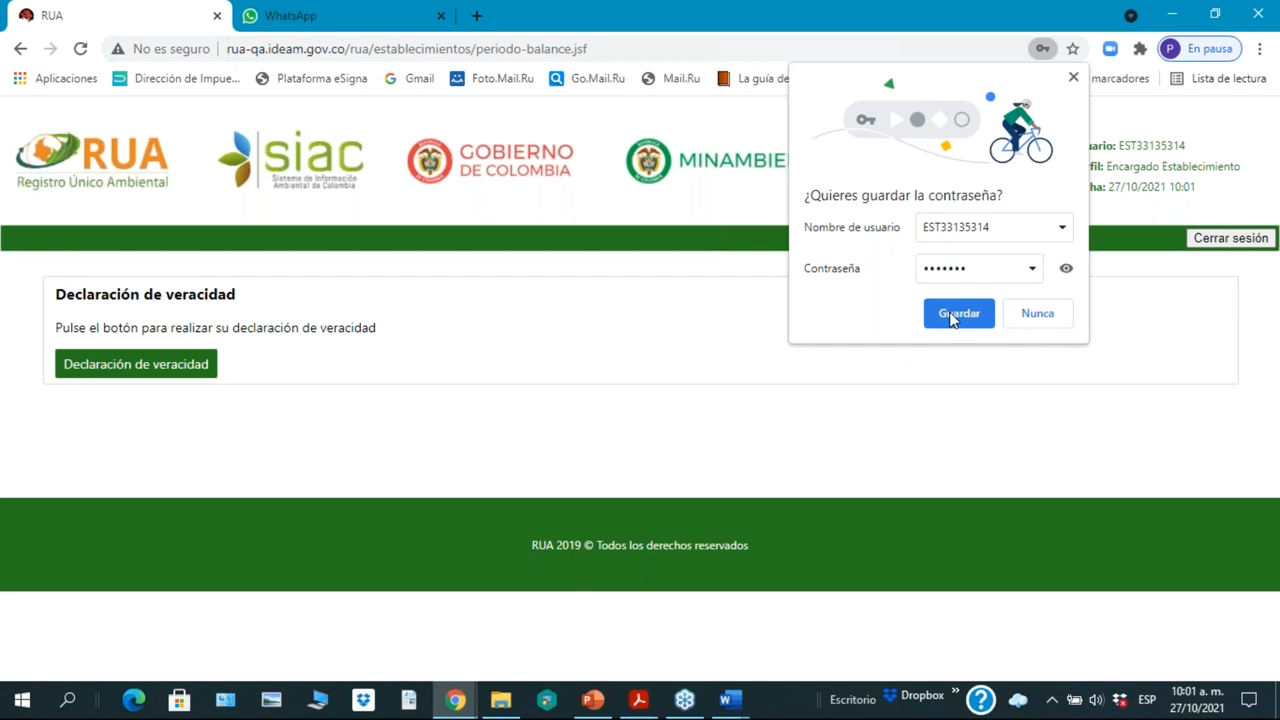 RUA
WhatsApp
No es seguro
rua-qa.ideam.gov.co/rua/establecimientos/periodo-balance.jsf
P En pausa
Aplicaciones
Dirección de Impue...
Plataforma eSigna
Gmail
Foto.Mail.Ru
Go.Mail.Ru
Mail.Ru
La guía de
marcadores
Lista de lectura
RUA
Registro Único Ambiental
siac
Sistema de Información
Ambiental de Colombia
GOBIERNO
DE COLOMBIA
MINAMBIE
uario: EST33135314
fil: Encargado Establecimiento
ha: 27/10/2021 10:01
Cerrar sesión
¿Quieres guardar la contraseña?
Nombre de usuario
EST33135314
Contraseña
•••••••
Guardar
Nunca
Declaración de veracidad
Pulse el botón para realizar su declaración de veracidad
Declaración de veracidad
RUA 2019 © Todos los derechos reservados
Escritorio
Dropbox
ESP
10:01 a. m.
27/10/2021